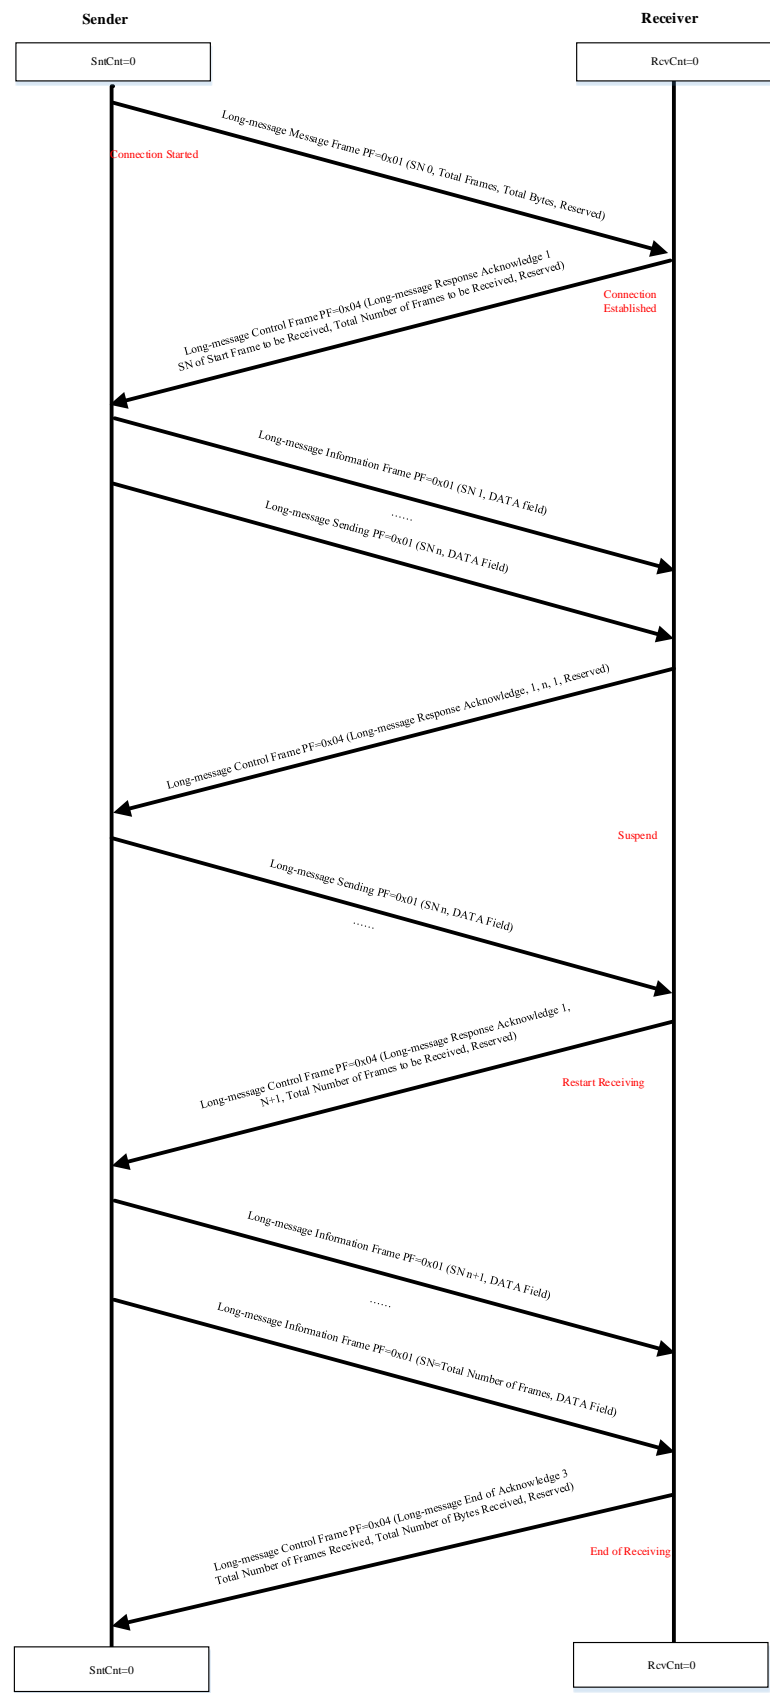 Sender
Receiver
SntCnt=0
RcvCnt=0
Long-message Message Frame PF=0x01 (SN 0, Total Frames, Total Bytes, Reserved)
Connection Started
Long-message Control Frame PF=0x04 (Long-message Response Acknowledge 1
SN of Start Frame to be Received, Total Number of Frames to be Received, Reserved)
Connection
Established
Long-message Information Frame PF=0x01 (SN 1, DATA field)
……
Long-message Sending PF=0x01 (SN n, DATA Field)
Long-message Control Frame PF=0x04 (Long-message Response Acknowledge, 1, n, 1, Reserved)
Suspend
Long-message Sending PF=0x01 (SN n, DATA Field)
……
Long-message Control Frame PF=0x04 (Long-message Response Acknowledge 1,
N+1, Total Number of Frames to be Received, Reserved)
Restart Receiving
Long-message Information Frame PF=0x01 (SN n+1, DATA Field)
……
Long-message Information Frame PF=0x01 (SN=Total Number of Frames, DATA Field)
Long-message Control Frame PF=0x04 (Long-message End of Acknowledge 3
Total Number of Frames Received, Total Number of Bytes Received, Reserved)
End of Receiving
SntCnt=0
RcvCnt=0